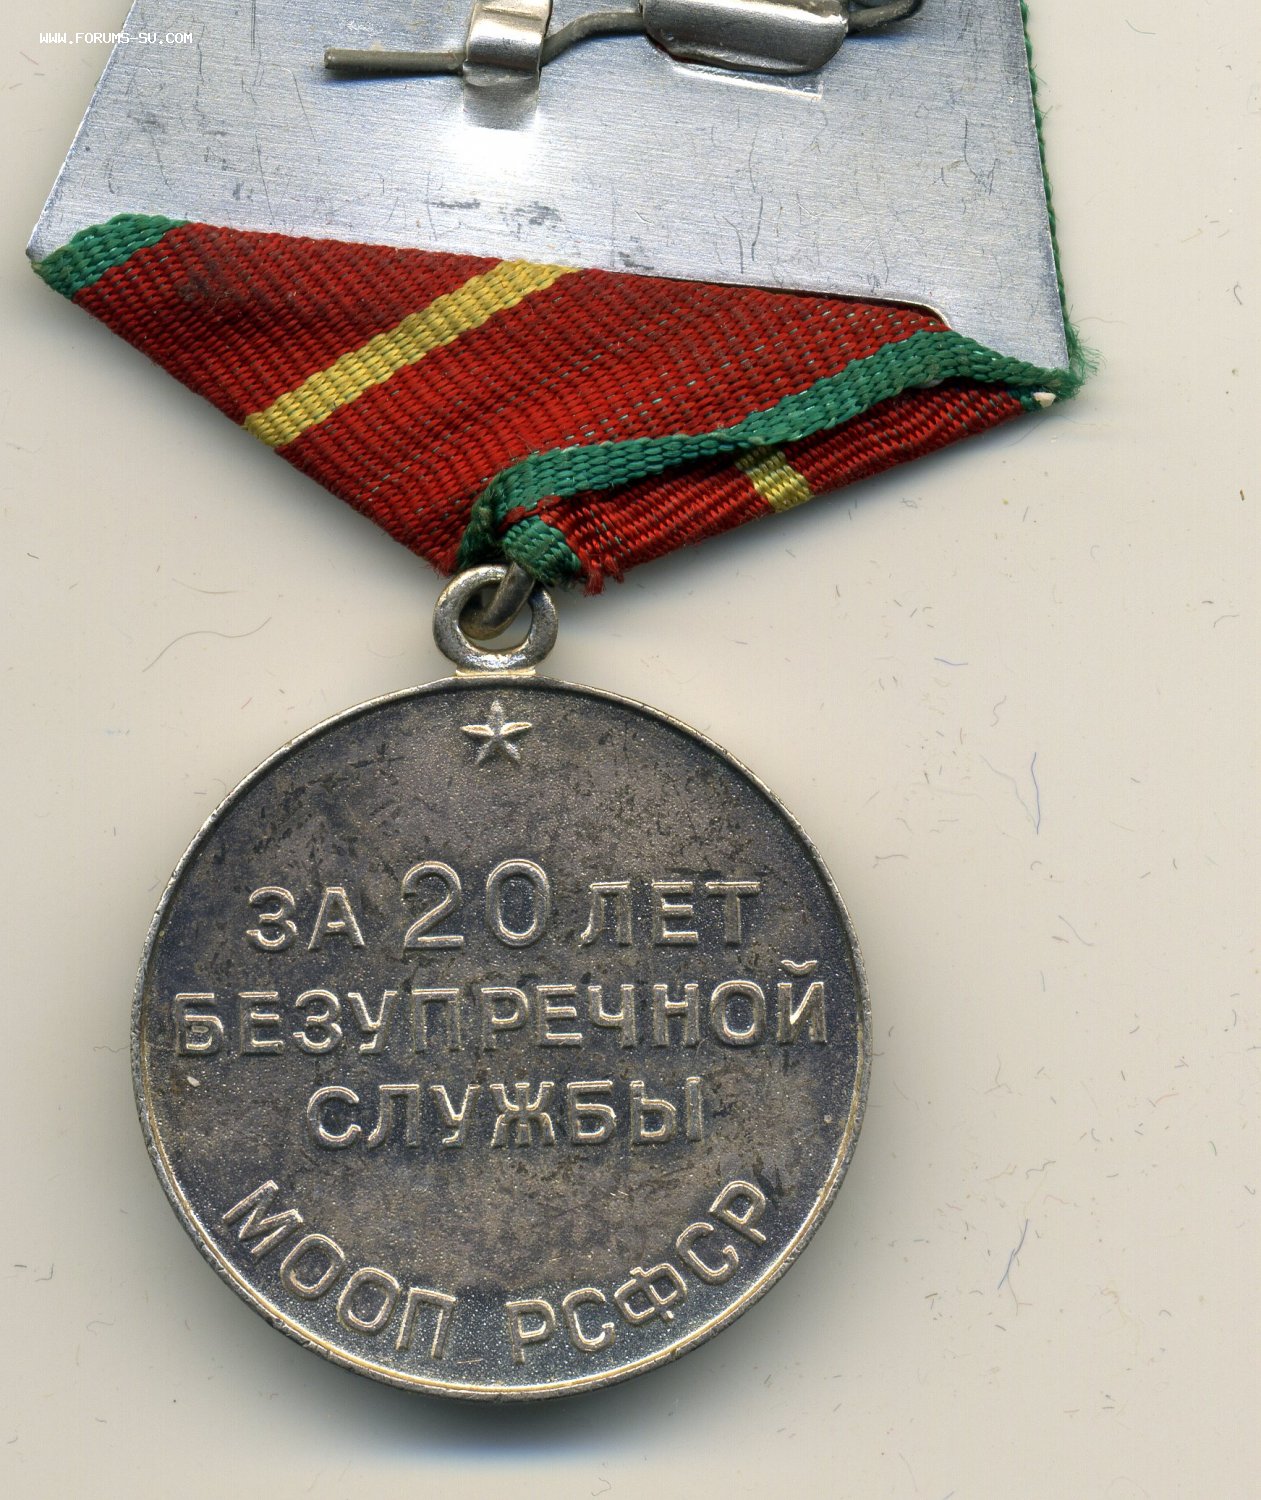 WWW.FORUMS-SU.COM
ЗА 20 ЛЕТ
БЕЗУПРЕЧНОЙ
СЛУЖБЫ
МООП РСФСР